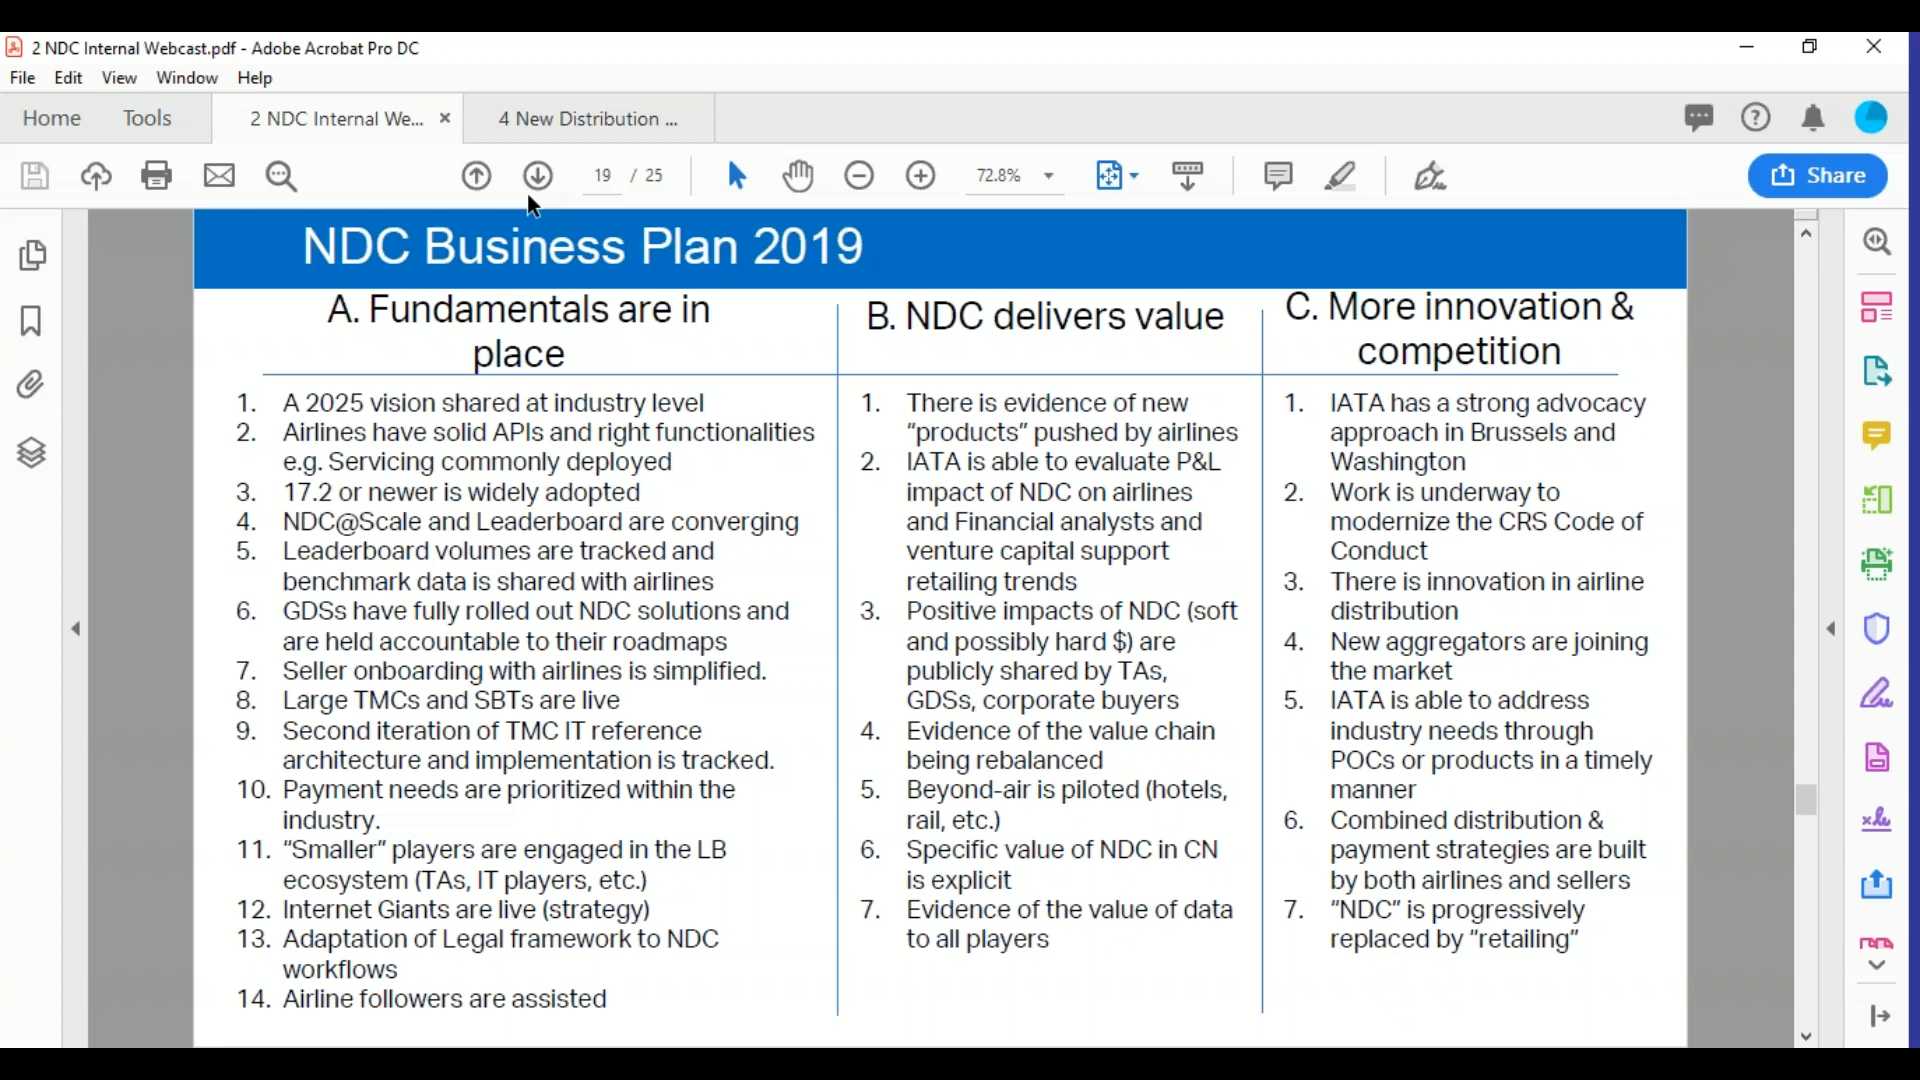 2 NDC Internal Webcast.pdf - Adobe Acrobat Pro DC
File Edit View Window Help
Home Tools 2 NDC Internal We... × 4 New Distribution ...
19 / 25 72.8% Share
NDC Business Plan 2019
A. Fundamentals are in
place
1. A 2025 vision shared at industry level
2. Airlines have solid APIs and right functionalities
e.g. Servicing commonly deployed
3. 17.2 or newer is widely adopted
4. NDC@Scale and Leaderboard are converging
5. Leaderboard volumes are tracked and
benchmark data is shared with airlines
6. GDSs have fully rolled out NDC solutions and
are held accountable to their roadmaps
7. Seller onboarding with airlines is simplified.
8. Large TMCs and SBTs are live
9. Second iteration of TMC IT reference
architecture and implementation is tracked.
10. Payment needs are prioritized within the
industry.
11. “Smaller” players are engaged in the LB
ecosystem (TAs, IT players, etc.)
12. Internet Giants are live (strategy)
13. Adaptation of Legal framework to NDC
workflows
14. Airline followers are assisted
B. NDC delivers value
1. There is evidence of new
“products” pushed by airlines
2. IATA is able to evaluate P&L
impact of NDC on airlines
and Financial analysts and
venture capital support
retailing trends
3. Positive impacts of NDC (soft
and possibly hard $) are
publicly shared by TAs,
GDSs, corporate buyers
4. Evidence of the value chain
being rebalanced
5. Beyond-air is piloted (hotels,
rail, etc.)
6. Specific value of NDC in CN
is explicit
7. Evidence of the value of data
to all players
C. More innovation &
competition
1. IATA has a strong advocacy
approach in Brussels and
Washington
2. Work is underway to
modernize the CRS Code of
Conduct
3. There is innovation in airline
distribution
4. New aggregators are joining
the market
5. IATA is able to address
industry needs through
POCs or products in a timely
manner
6. Combined distribution &
payment strategies are built
by both airlines and sellers
7. “NDC” is progressively
replaced by “retailing”